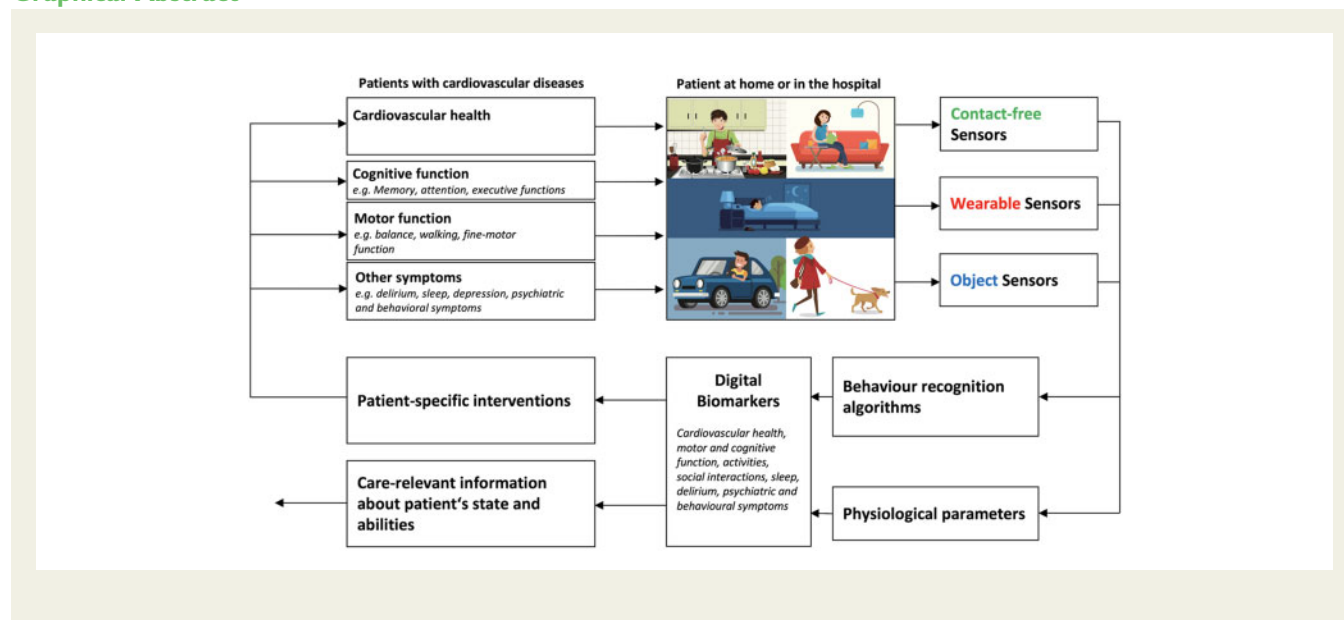 Patients with cardiovascular diseases
Cardiovascular health
Cognitive function
e.g. Memory, attention, executive functions
Motor function
e.g. balance, walking, fine-motor
function
Other symptoms
e.g. delirium, sleep, depression, psychiatric
and behavioral symptoms
Patient at home or in the hospital
Contact-free
Sensors
Wearable Sensors
Object Sensors
Patient-specific interventions
Care-relevant information
about patient‘s state and
abilities
Digital
Biomarkers
Cardiovascular health,
motor and cognitive
function, activities,
social interactions, sleep,
delirium, psychiatric and
behavioural symptoms
Behaviour recognition
algorithms
Physiological parameters